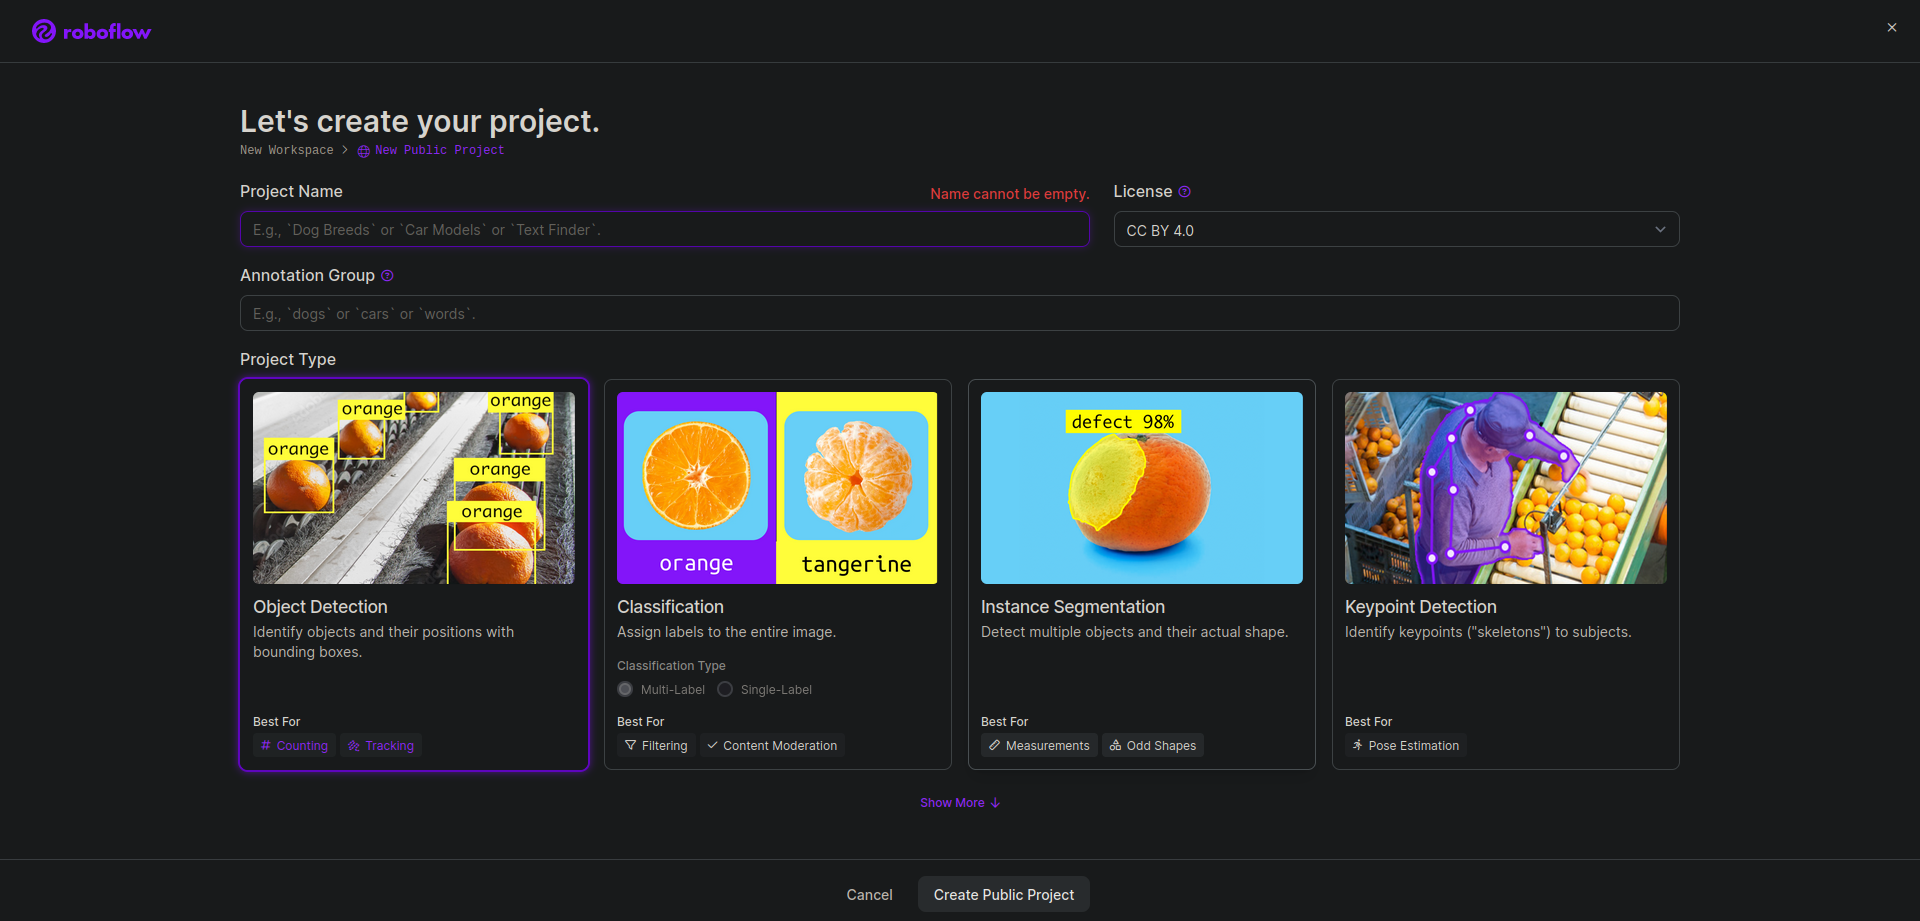 roboflow
Let's create your project.
New Workspace > New Public Project
Project Name
Name cannot be empty.
License
E.g., `Dog Breeds` or `Car Models` or `Text Finder`.
CC BY 4.0
Annotation Group
E.g., `dogs` or `cars` or `words`.
Project Type
orange
orange
orange
orange
orange
Object Detection
Identify objects and their positions with
bounding boxes.
Best For
# Counting
Tracking
orange
tangerine
Classification
Assign labels to the entire image.
Classification Type
Multi-Label
Single-Label
Best For
Filtering
Content Moderation
defect 98%
Instance Segmentation
Detect multiple objects and their actual shape.
Best For
Measurements
Odd Shapes
Keypoint Detection
Identify keypoints ("skeletons") to subjects.
Best For
Pose Estimation
Show More ↓
Cancel
Create Public Project